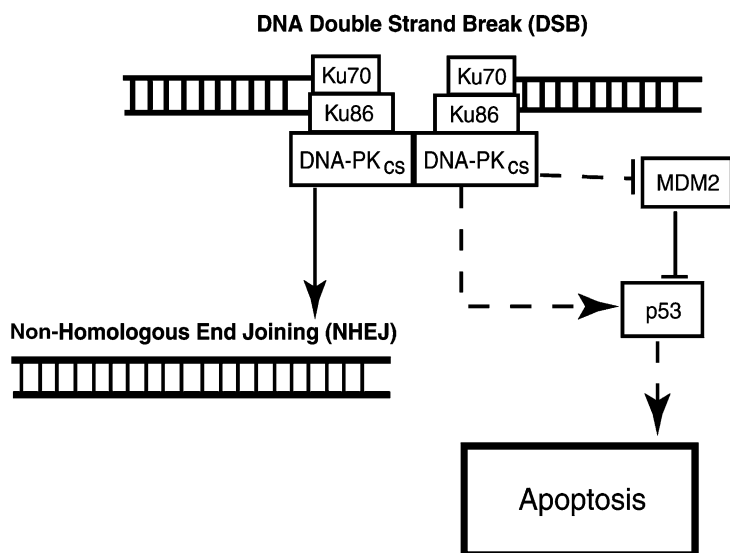 DNA Double Strand Break (DSB)
Ku70
Ku70
Ku86
Ku86
DNA-PKCS
DNA-PKCS
MDM2
p53
Non-Homologous End Joining (NHEJ)
Apoptosis